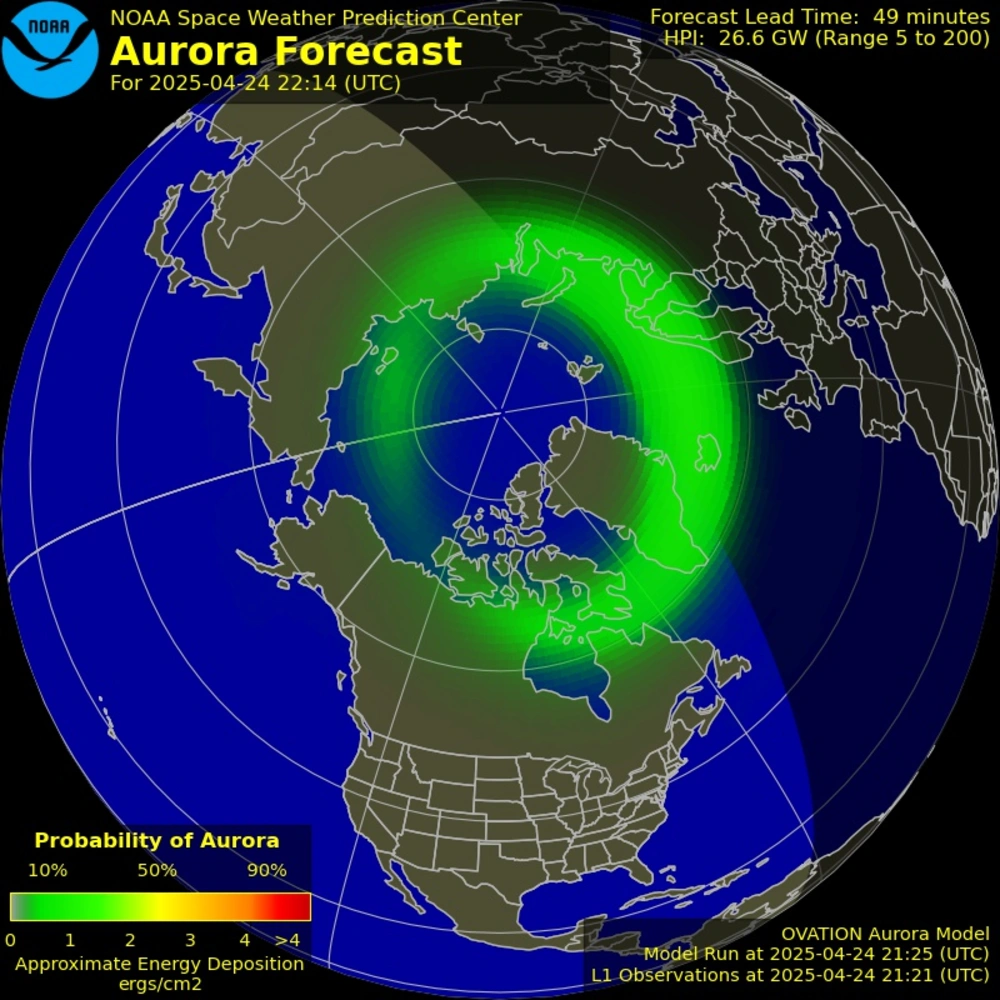 NOAA
NOAA Space Weather Prediction Center
Aurora Forecast
For 2025-04-24 22:14 (UTC)
Forecast Lead Time: 49 minutes
HPI: 26.6 GW (Range 5 to 200)
Probability of Aurora
10% 50% 90%
0 1 2 3 4 >4
Approximate Energy Deposition
ergs/cm2
OVATION Aurora Model
Model Run at 2025-04-24 21:25 (UTC)
L1 Observations at 2025-04-24 21:21 (UTC)